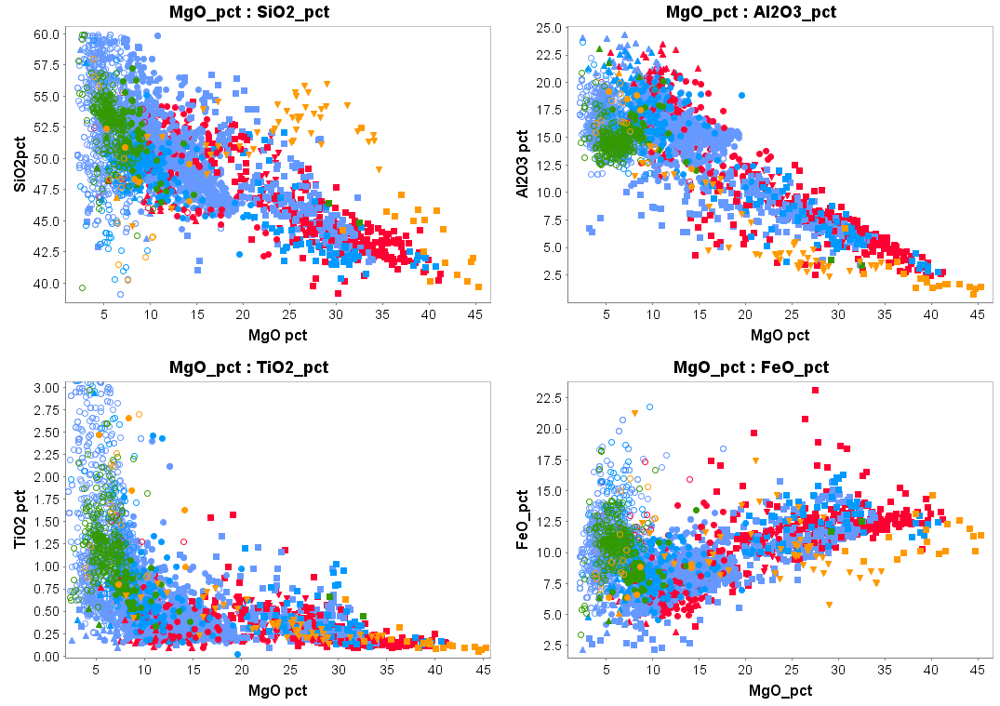 MgO_pct : SiO2_pct
SiO2pct
60.0
57.5
55.0
52.5
50.0
47.5
45.0
42.5
40.0
5 10 15 20 25 30 35 40 45
MgO pct
MgO_pct : Al2O3_pct
Al2O3 pct
25.0
22.5
20.0
17.5
15.0
12.5
10.0
7.5
5.0
2.5
5 10 15 20 25 30 35 40 45
MgO pct
MgO_pct : TiO2_pct
TiO2 pct
3.00
2.75
2.50
2.25
2.00
1.75
1.50
1.25
1.00
0.75
0.50
0.25
0.00
5 10 15 20 25 30 35 40 45
MgO pct
MgO_pct : FeO_pct
FeO_pct
22.5
20.0
17.5
15.0
12.5
10.0
7.5
5.0
2.5
5 10 15 20 25 30 35 40 45
MgO_pct